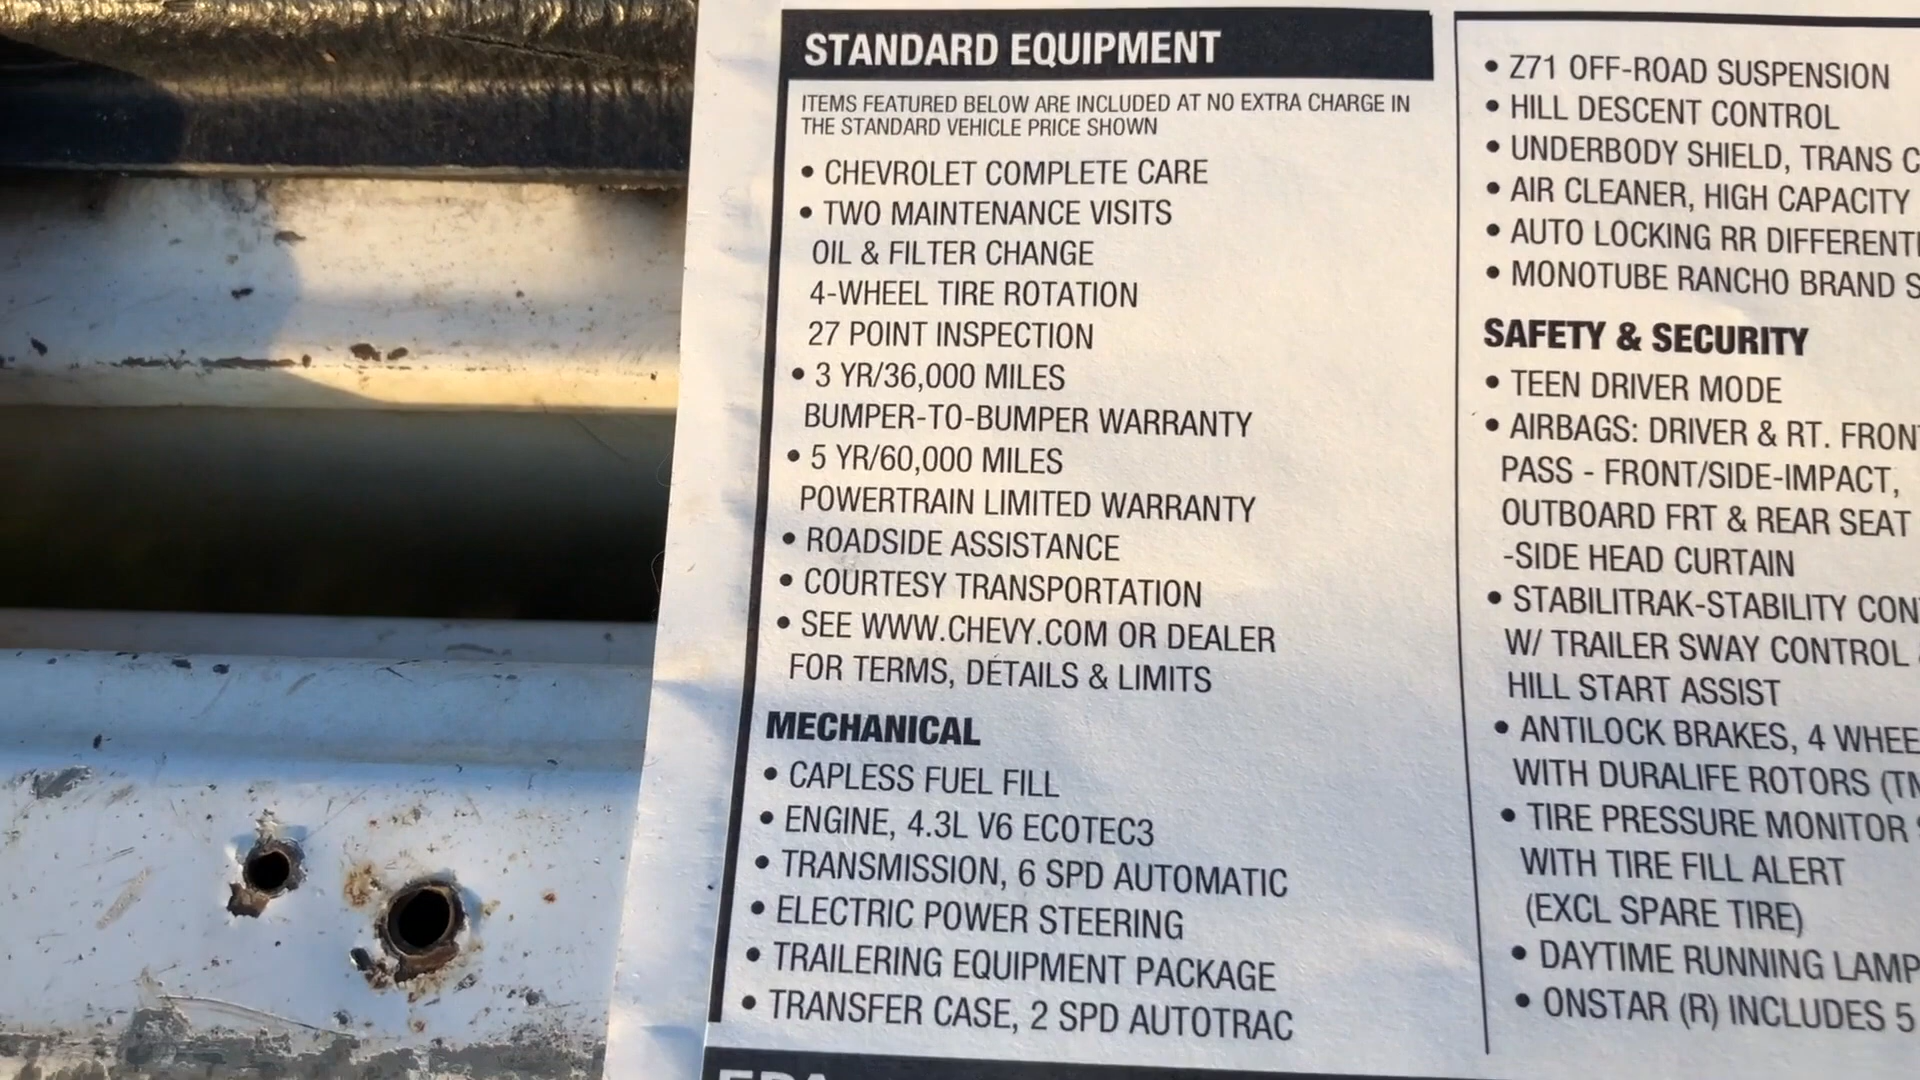 STANDARD EQUIPMENT
ITEMS FEATURED BELOW ARE INCLUDED AT NO EXTRA CHARGE IN
THE STANDARD VEHICLE PRICE SHOWN
• CHEVROLET COMPLETE CARE
• TWO MAINTENANCE VISITS
OIL & FILTER CHANGE
4-WHEEL TIRE ROTATION
27 POINT INSPECTION
• 3 YR/36,000 MILES
BUMPER-TO-BUMPER WARRANTY
• 5 YR/60,000 MILES
POWERTRAIN LIMITED WARRANTY
• ROADSIDE ASSISTANCE
• COURTESY TRANSPORTATION
• SEE WWW.CHEVY.COM OR DEALER
FOR TERMS, DETAILS & LIMITS
MECHANICAL
• CAPLESS FUEL FILL
• ENGINE, 4.3L V6 ECOTEC3
• TRANSMISSION, 6 SPD AUTOMATIC
• ELECTRIC POWER STEERING
• TRAILERING EQUIPMENT PACKAGE
• TRANSFER CASE, 2 SPD AUTOTRAC
• Z71 OFF-ROAD SUSPENSION
• HILL DESCENT CONTROL
• UNDERBODY SHIELD, TRANS
• AIR CLEANER, HIGH CAPACITY
• AUTO LOCKING RR
• MONOTUBE RANCHO BRAND
SAFETY & SECURITY
• TEEN DRIVER MODE
• AIRBAGS: DRIVER & RT.
PASS - FRONT/SIDE-IMPACT,
OUTBOARD FRT & REAR SEAT
-SIDE HEAD CURTAIN
• STABILITRAK-STABILITY
W/ TRAILER SWAY CONTROL
HILL START ASSIST
• ANTILOCK BRAKES, 4
WITH DURALIFE ROTORS
• TIRE PRESSURE MONITOR
WITH TIRE FILL ALERT
(EXCL SPARE TIRE)
• DAYTIME RUNNING
• ONSTAR (R) INCLUDES 5